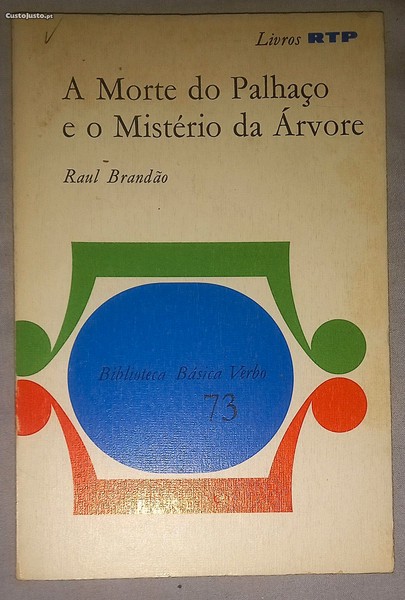 CustoJusto.pt
Livros RTP
A Morte do Palhaço
e o Mistério da Árvore
Raul Brandão
Biblioteca Básica Verbo
73